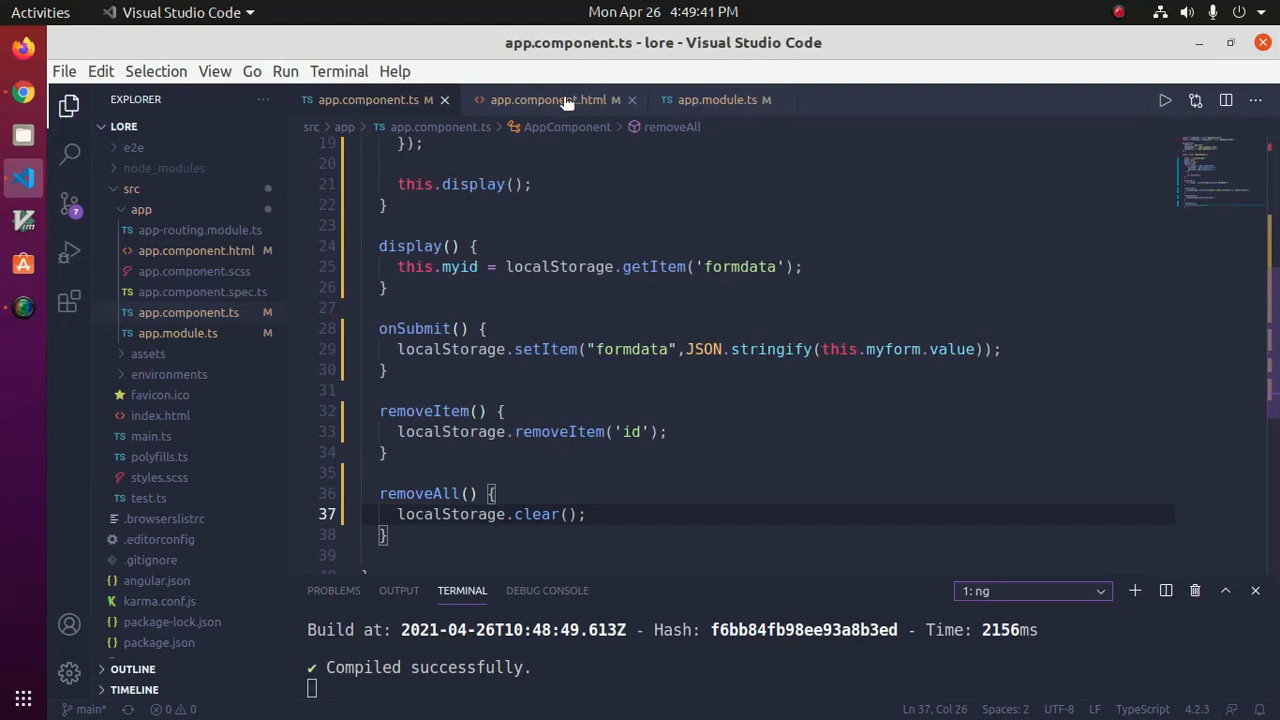 Activities
Visual Studio Code
Mon Apr 26 4:49:41 PM
app.component.ts - lore - Visual Studio Code
File Edit Selection View Go Run Terminal Help
EXPLORER
LORE
e2e
node_modules
src
app
app-routing.module.ts
app.component.html M
app.component.scss
app.component.spec.ts
app.component.ts M
app.module.ts M
assets
environments
favicon.ico
index.html
main.ts
polyfills.ts
styles.scss
test.ts
.browserslistrc
.editorconfig
.gitignore
angular.json
karma.conf.js
package-lock.json
package.json
OUTLINE
TIMELINE
7
TS app.component.ts M
app.component.html M
TS app.module.ts M
src app TS app.component.ts AppComponent removeAll
19 });
20
21 this.display();
22 }
23
24 display() {
25 this.myid = localStorage.getItem('formdata');
26 }
27
28 onSubmit() {
29 localStorage.setItem("formdata",JSON.stringify(this.myform.value));
30 }
31
32 removeItem() {
33 localStorage.removeItem('id');
34 }
35
36 removeAll() {
37 localStorage.clear();
38 }
39
PROBLEMS OUTPUT TERMINAL DEBUG CONSOLE
1: ng
Build at: 2021-04-26T10:48:49.613Z - Hash: f6bb84fb98ee93a8b3ed - Time: 2156ms
✔ Compiled successfully.
main* 0 0 Ln 37, Col 26 Spaces: 2 UTF-8 LF TypeScript 4.2.3